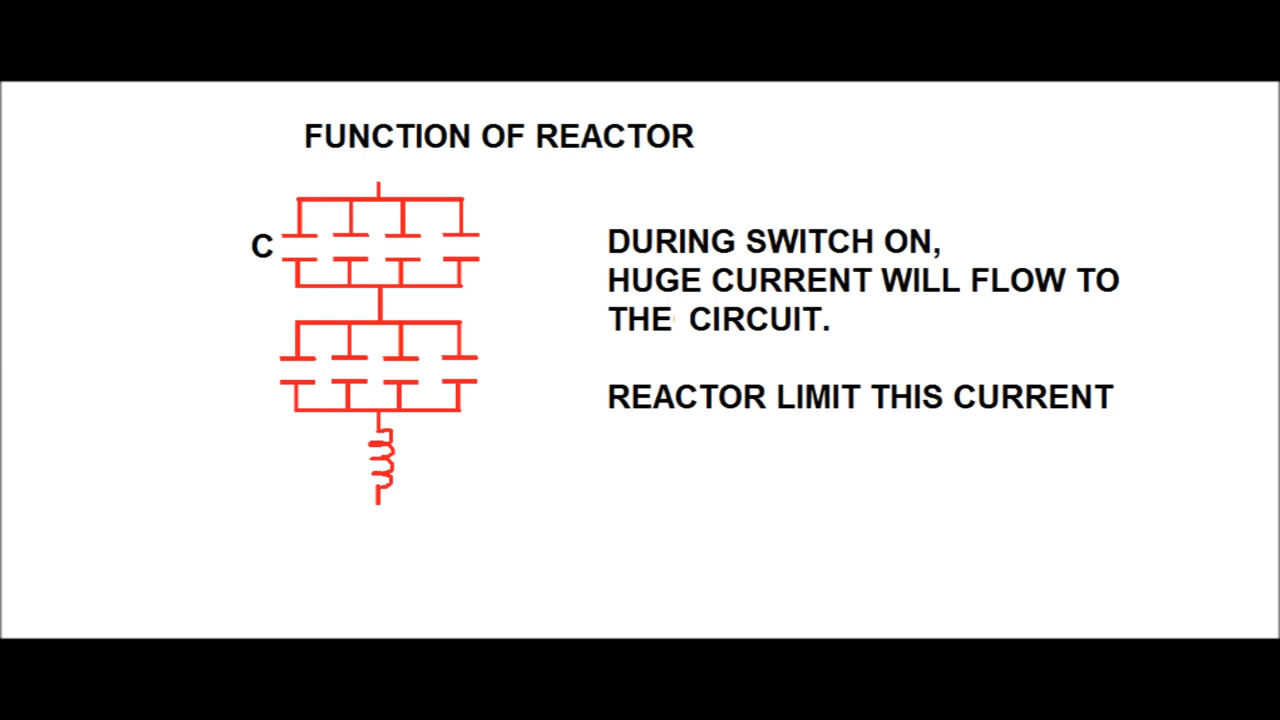 FUNCTION OF REACTOR
C
DURING SWITCH ON,
HUGE CURRENT WILL FLOW TO
THE CIRCUIT.
REACTOR LIMIT THIS CURRENT